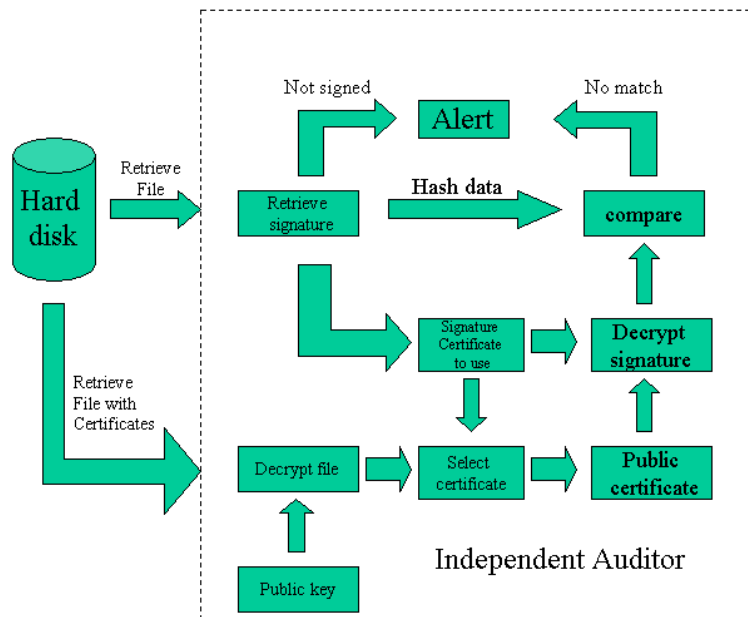 Not signed
No match
Alert
Retrieve
File
Hard
disk
Retrieve
signature
Hash data
compare
Signature
Certificate
to use
Decrypt
signature
Retrieve
File with
Certificates
Decrypt file
Select
certificate
Public
certificate
Public key
Independent Auditor